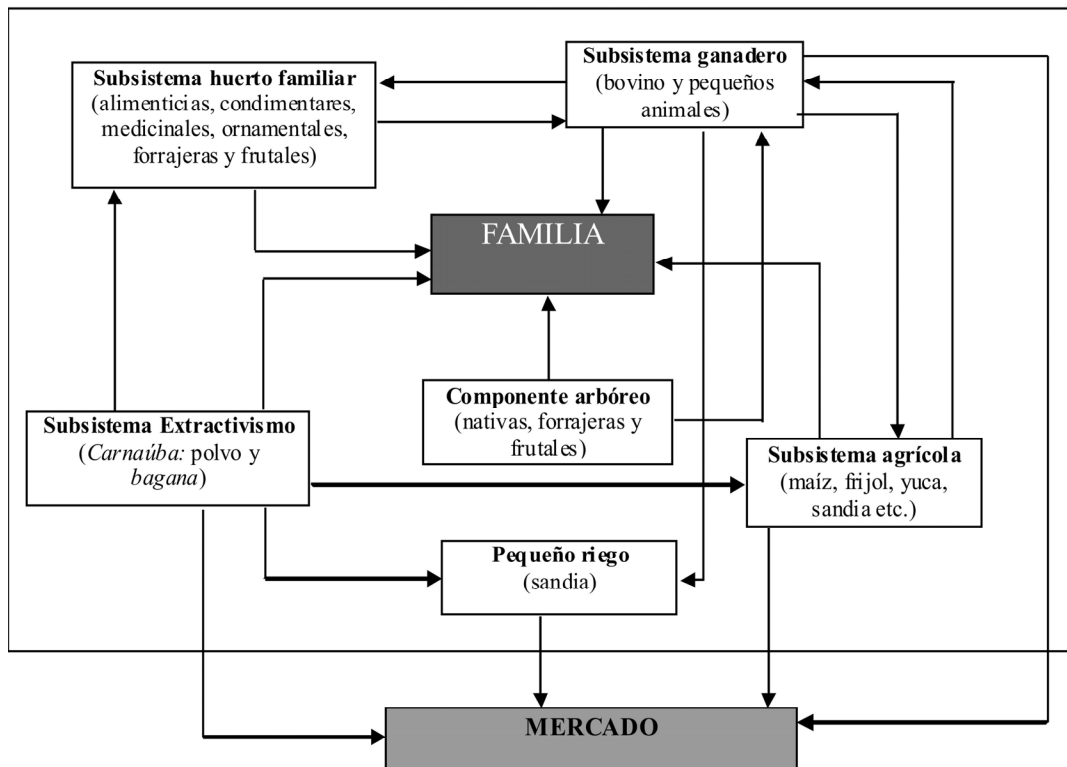 Subsistema huerto familiar
(alimenticias, condimentares,
medicinales, ornamentales,
forrajeras y frutales)
Subsistema ganadero
(bovino y pequeños
animales)
FAMILIA
Componente arbóreo
(nativas, forrajeras y
frutales)
Subsistema Extractivismo
(Carnaúba: polvo y
bagana)
Subsistema agrícola
(maíz, frijol, yuca,
sandia etc.)
Pequeño riego
(sandia)
MERCADO